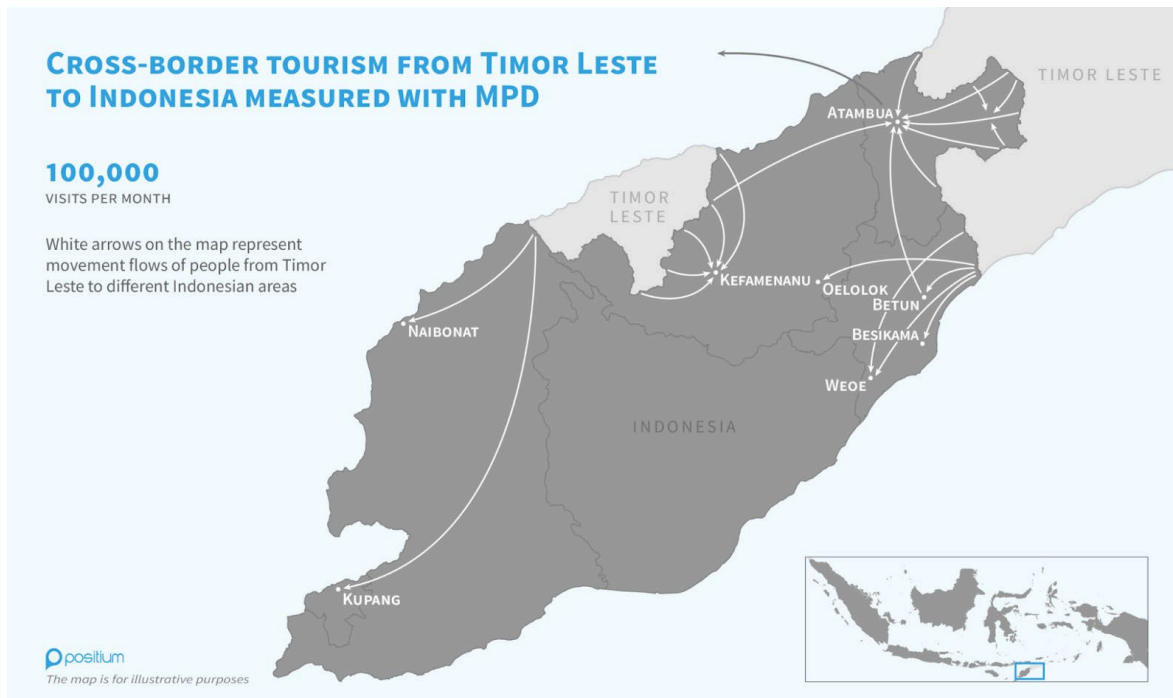 CROSS-BORDER TOURISM FROM TIMOR LESTE
TO INDONESIA MEASURED WITH MPD
100,000
VISITS PER MONTH
White arrows on the map represent
movement flows of people from Timor
Leste to different Indonesian areas
TIMOR LESTE
ATAMBUA
TIMOR
LESTE
KEFAMENANU
OELOLOK
BETUN
NAIBONAT
BESIKAMA
WEOE
INDONESIA
KUPANG
positium
The map is for illustrative purposes